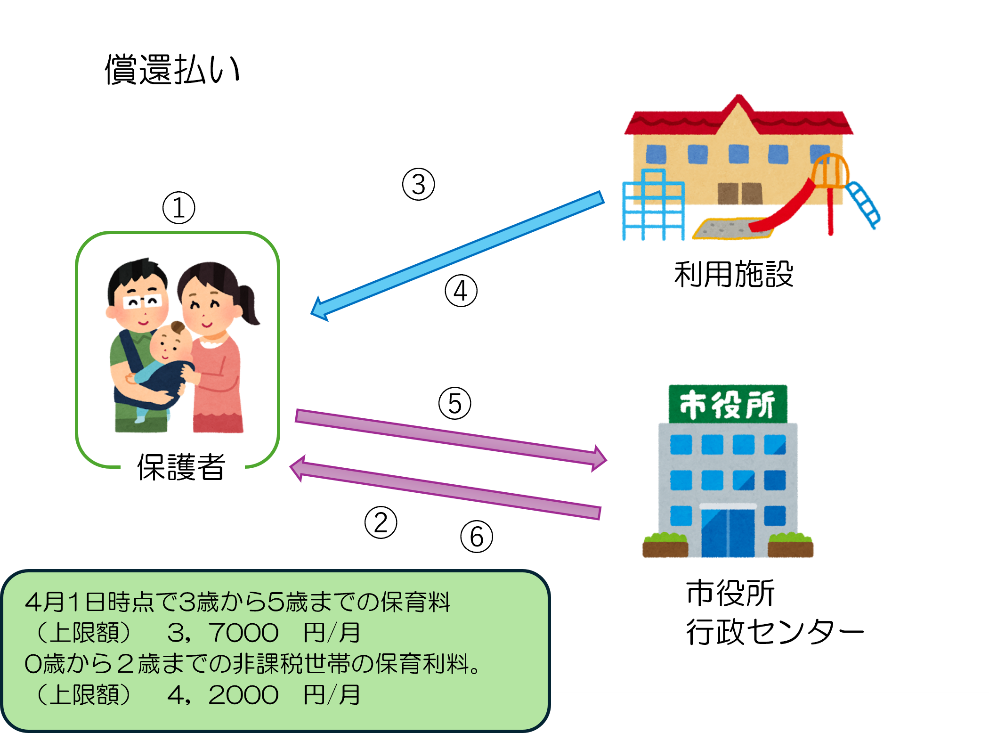 償還払い
③
①
④
利用施設
⑤
市役所
保護者
②
⑥
市役所
行政センター
4月1日時点で3歳から5歳までの保育料
（上限額）　3，7000　円/月
0歳から２歳までの非課税世帯の保育利料。
（上限額）　4，2000　円/月